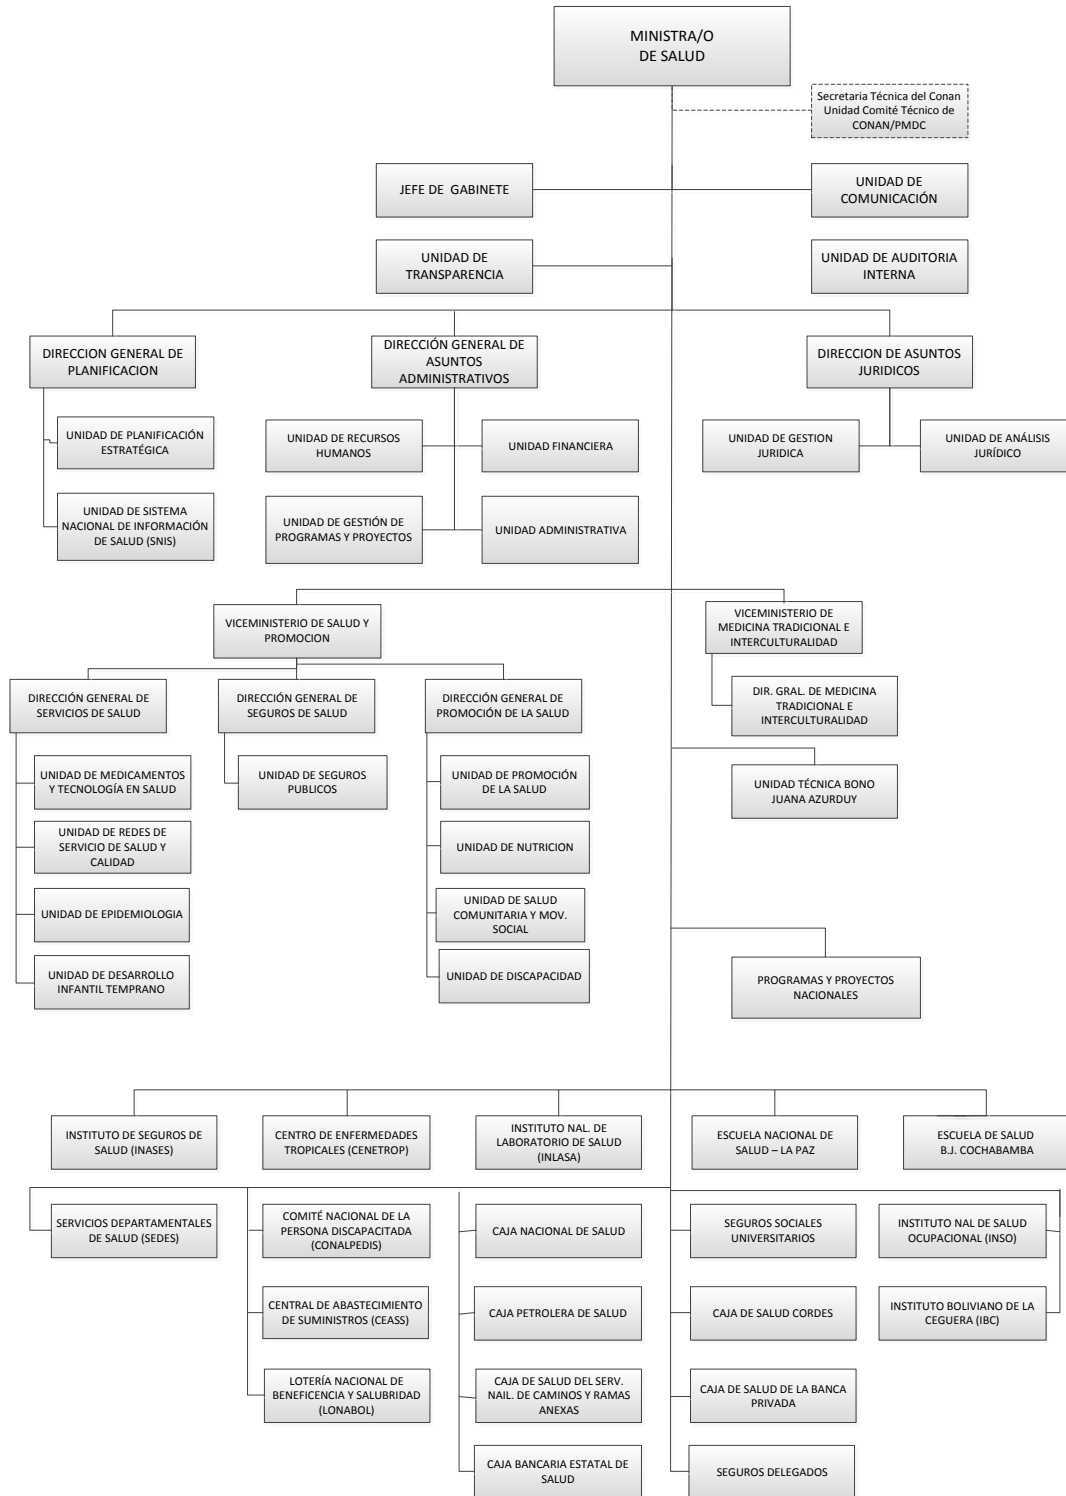 MINISTRA/O
DE SALUD
Secretaria Técnica del Conan
Unidad Comité Técnico de
CONAN/PMDC
JEFE DE GABINETE
UNIDAD DE
COMUNICACIÓN
UNIDAD DE
TRANSPARENCIA
UNIDAD DE AUDITORIA
INTERNA
DIRECCION GENERAL DE
PLANIFICACION
DIRECCIÓN GENERAL DE
ASUNTOS
ADMINISTRATIVOS
DIRECCION DE ASUNTOS
JURIDICOS
UNIDAD DE PLANIFICACIÓN
ESTRATÉGICA
UNIDAD DE RECURSOS
HUMANOS
UNIDAD FINANCIERA
UNIDAD DE GESTION
JURIDICA
UNIDAD DE ANÁLISIS
JURÍDICO
UNIDAD DE SISTEMA
NACIONAL DE INFORMACIÓN
DE SALUD (SNIS)
UNIDAD DE GESTIÓN DE
PROGRAMAS Y PROYECTOS
UNIDAD ADMINISTRATIVA
VICEMINISTERIO DE SALUD Y
PROMOCION
VICEMINISTERIO DE
MEDICINA TRADICIONAL E
INTERCULTURALIDAD
DIRECCIÓN GENERAL DE
SERVICIOS DE SALUD
DIRECCIÓN GENERAL DE
SEGUROS DE SALUD
DIRECCIÓN GENERAL DE
PROMOCIÓN DE LA SALUD
DIR. GRAL. DE MEDICINA
TRADICIONAL E
INTERCULTURALIDAD
UNIDAD DE MEDICAMENTOS
Y TECNOLOGÍA EN SALUD
UNIDAD DE SEGUROS
PUBLICOS
UNIDAD DE PROMOCIÓN
DE LA SALUD
UNIDAD TÉCNICA BONO
JUANA AZURDUY
UNIDAD DE REDES DE
SERVICIO DE SALUD Y
CALIDAD
UNIDAD DE NUTRICION
UNIDAD DE EPIDEMIOLOGIA
UNIDAD DE SALUD
COMUNITARIA Y MOV.
SOCIAL
UNIDAD DE DESARROLLO
INFANTIL TEMPRANO
UNIDAD DE DISCAPACIDAD
PROGRAMAS Y PROYECTOS
NACIONALES
INSTITUTO DE SEGUROS DE
SALUD (INASES)
CENTRO DE ENFERMEDADES
TROPICALES (CENETROP)
INSTITUTO NAL. DE
LABORATORIO DE SALUD
(INLASA)
ESCUELA NACIONAL DE
SALUD – LA PAZ
ESCUELA DE SALUD
B.J. COCHABAMBA
SERVICIOS DEPARTAMENTALES
DE SALUD (SEDES)
COMITÉ NACIONAL DE LA
PERSONA DISCAPACITADA
(CONALPEDIS)
CAJA NACIONAL DE SALUD
SEGUROS SOCIALES
UNIVERSITARIOS
INSTITUTO NAL DE SALUD
OCUPACIONAL (INSO)
CENTRAL DE ABASTECIMIENTO
DE SUMINISTROS (CEASS)
CAJA PETROLERA DE SALUD
CAJA DE SALUD CORDES
INSTITUTO BOLIVIANO DE LA
CEGUERA (IBC)
LOTERÍA NACIONAL DE
BENEFICENCIA Y SALUBRIDAD
(LONABOL)
CAJA DE SALUD DEL SERV.
NAIL. DE CAMINOS Y RAMAS
ANEXAS
CAJA DE SALUD DE LA BANCA
PRIVADA
CAJA BANCARIA ESTATAL DE
SALUD
SEGUROS DELEGADOS